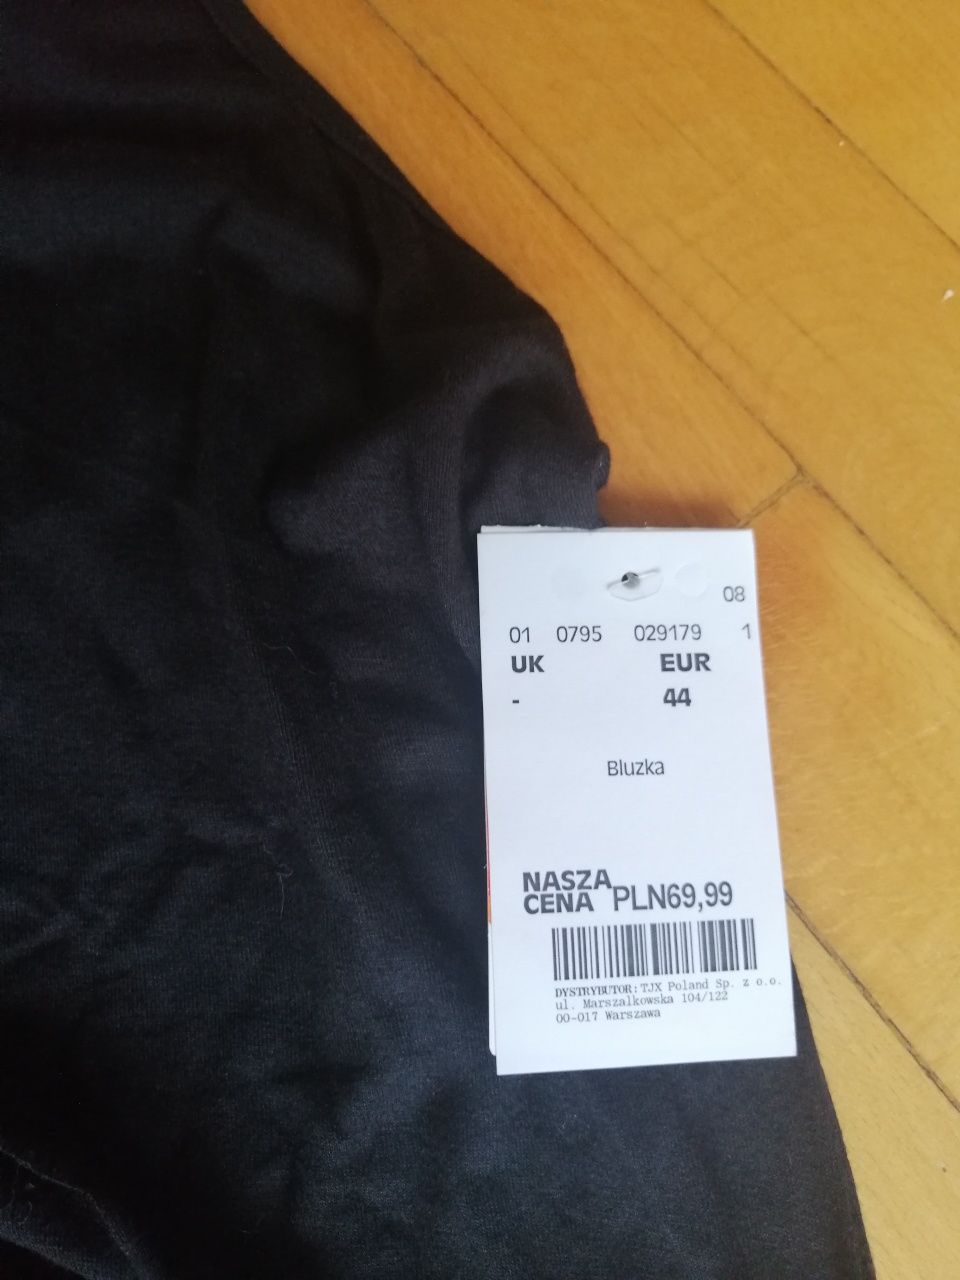 08
01 0795 029179 1
UK EUR
- 44
Bluzka
NASZA
CENA PLN69,99
DYSTRYBUTOR: TJX Poland Sp. z o.o.
ul. Marszalkowska 104/122
00-017 Warszawa